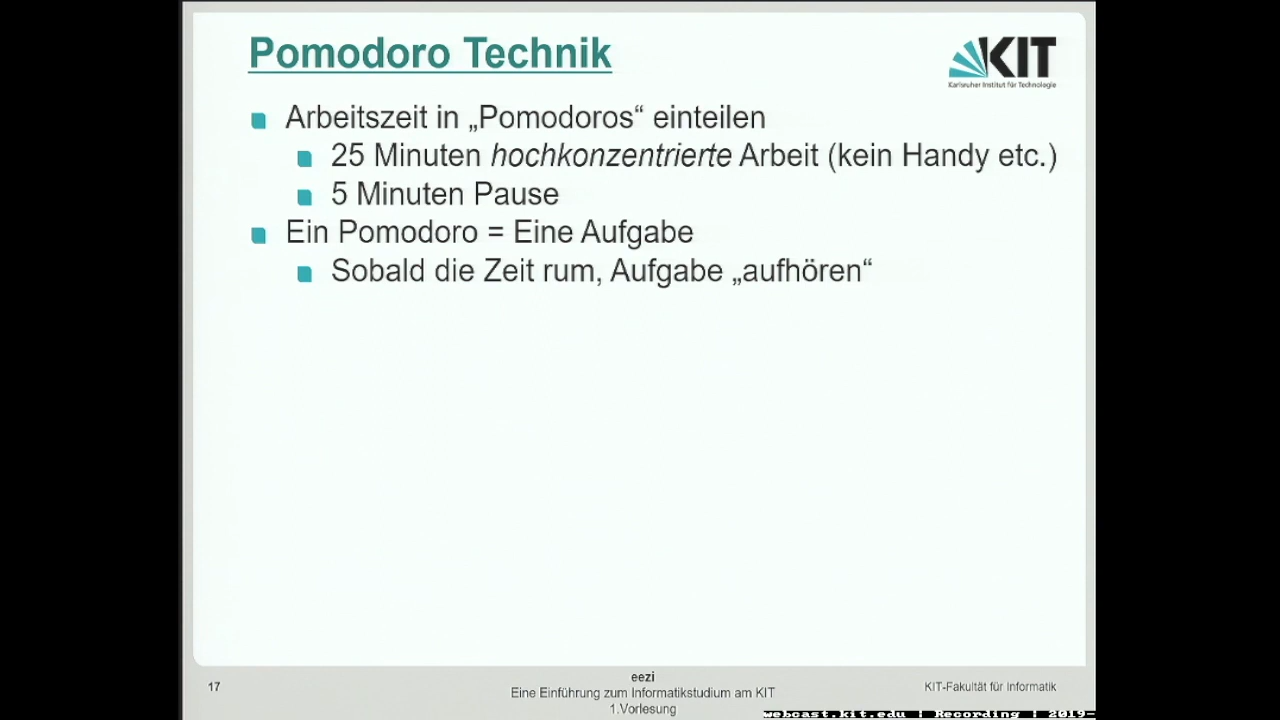 Pomodoro Technik
KIT
Karlsruher Institut für Technologie
Arbeitszeit in „Pomodoros“ einteilen
25 Minuten hochkonzentrierte Arbeit (kein Handy etc.)
5 Minuten Pause
Ein Pomodoro = Eine Aufgabe
Sobald die Zeit rum, Aufgabe „aufhören“
17
eezi
Eine Einführung zum Informatikstudium am KIT
1.Vorlesung
KIT-Fakultät für Informatik
webcast.kit.edu | Recording | 2019-